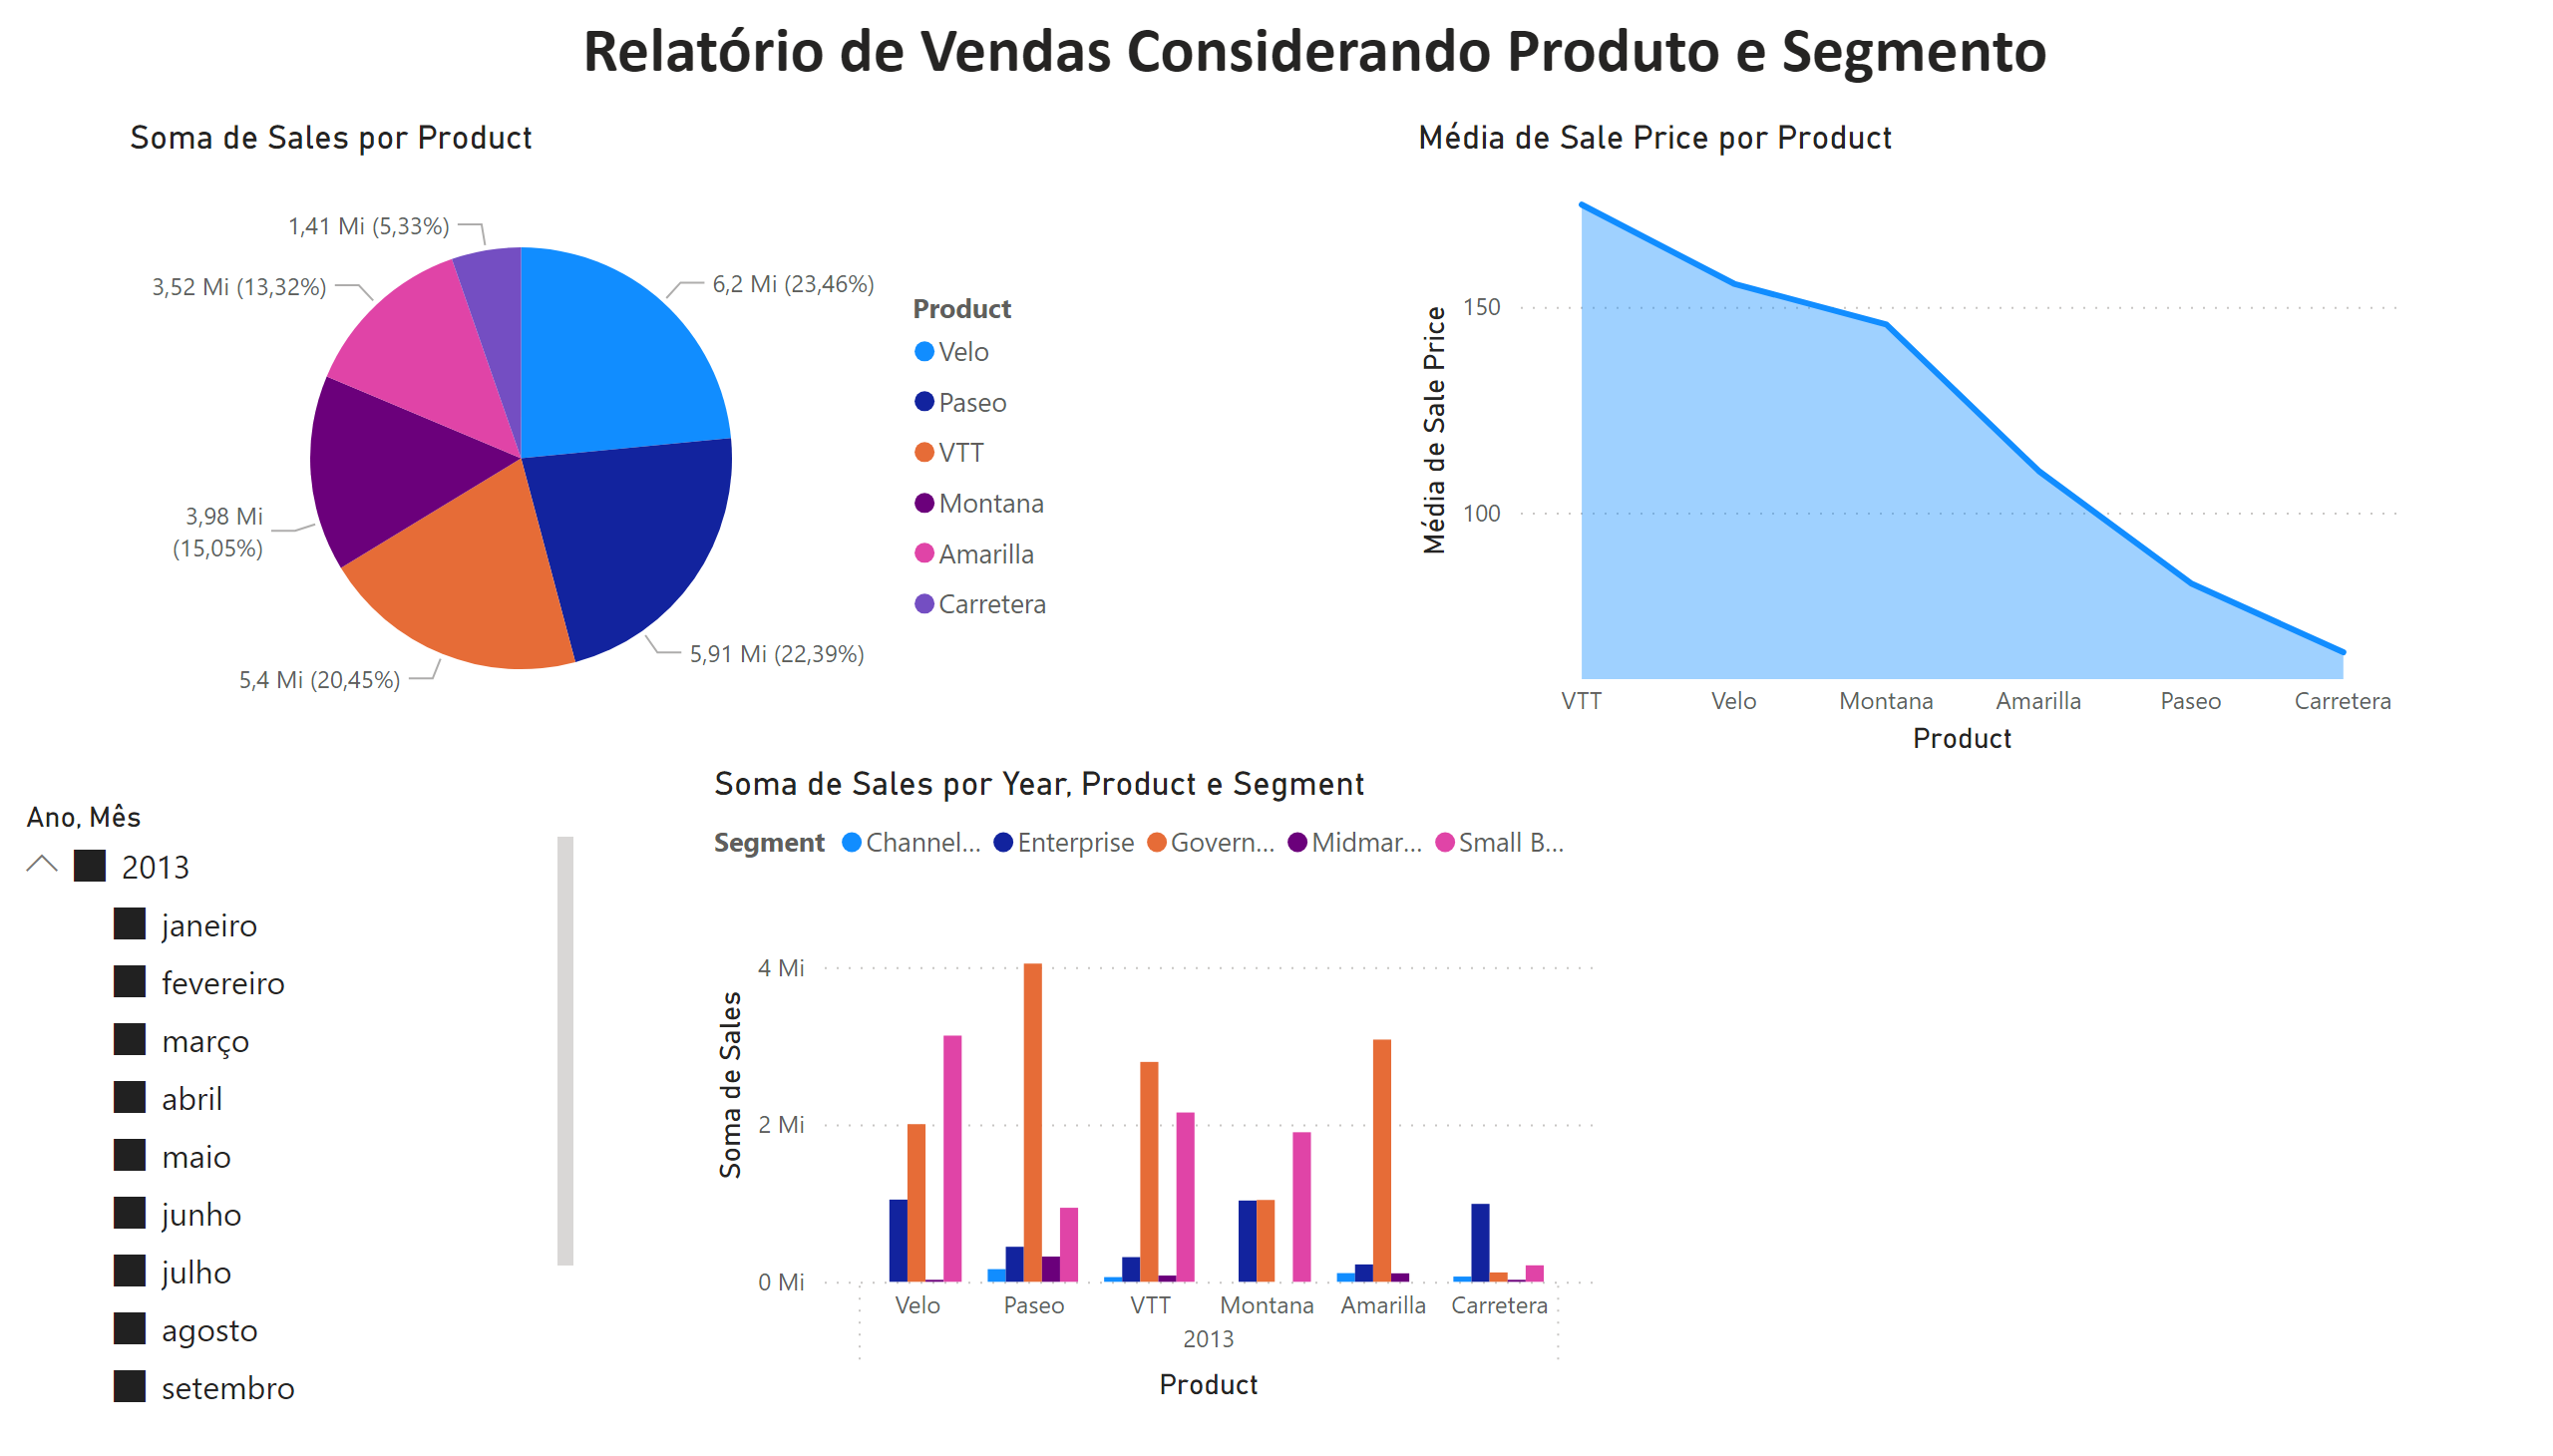 Relatório de Vendas Considerando Produto e Segmento
Soma de Sales por Product
1,41 Mi (5,33%)
3,52 Mi (13,32%)
6,2 Mi (23,46%)
3,98 Mi
(15,05%)
5,4 Mi (20,45%)
5,91 Mi (22,39%)
Product
Velo
Paseo
VTT
Montana
Amarilla
Carretera
Média de Sale Price por Product
Média de Sale Price
150
100
VTT Velo Montana Amarilla Paseo Carretera
Product
Ano, Mês
2013
janeiro
fevereiro
março
abril
maio
junho
julho
agosto
setembro
Soma de Sales por Year, Product e Segment
Segment Channel... Enterprise Govern... Midmar... Small B...
Soma de Sales
4 Mi
2 Mi
0 Mi
Velo Paseo VTT Montana Amarilla Carretera
2013
Product